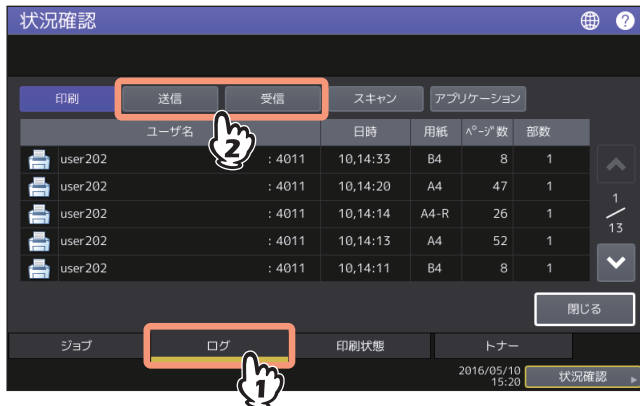 状況確認
?
印刷 送信 受信 スキャン アプリケーション
2
ユーザ名 日時 用紙 ページ数 部数
user202 : 4011 10,14:33 B4 8 1
user202 : 4011 10,14:20 A4 47 1
user202 : 4011 10,14:14 A4-R 26 1
user202 : 4011 10,14:13 A4 52 1
user202 : 4011 10,14:11 B4 8 1
1
13
閉じる
ジョブ ログ 印刷状態 トナー
1
2016/05/10
15:20
状況確認